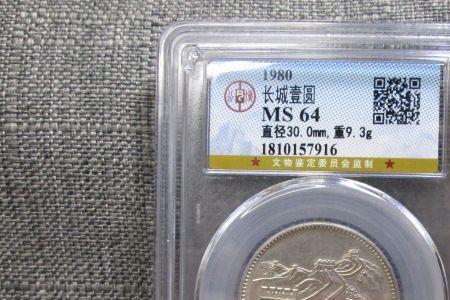 1980
长城壹圆
MS 64
直径30.0mm,重9.3g
1810157916
★ 文物鉴定委员会监制 ★